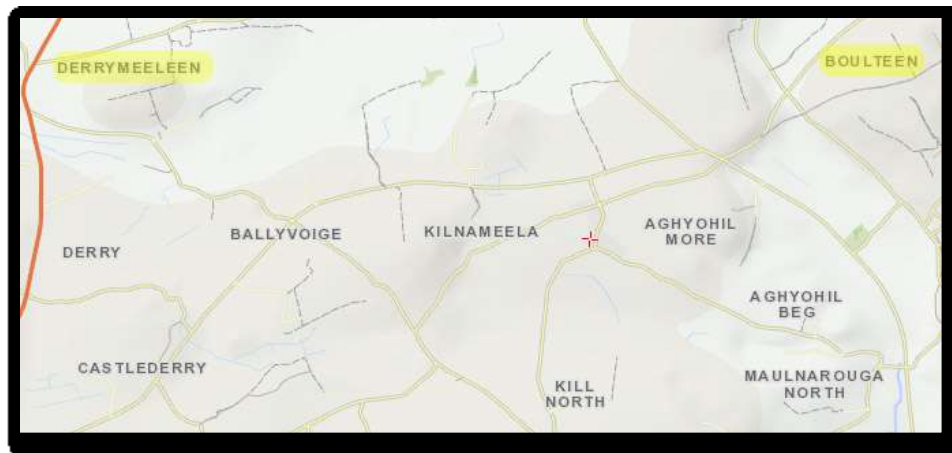 DERRYMEELEEN
BOULTEEN
DERRY
BALLYVOIGE
KILNAMEELA
AGHYOHIL
MORE
AGHYOHIL
BEG
CASTLEDERRY
KILL
NORTH
MAULNAROUGA
NORTH